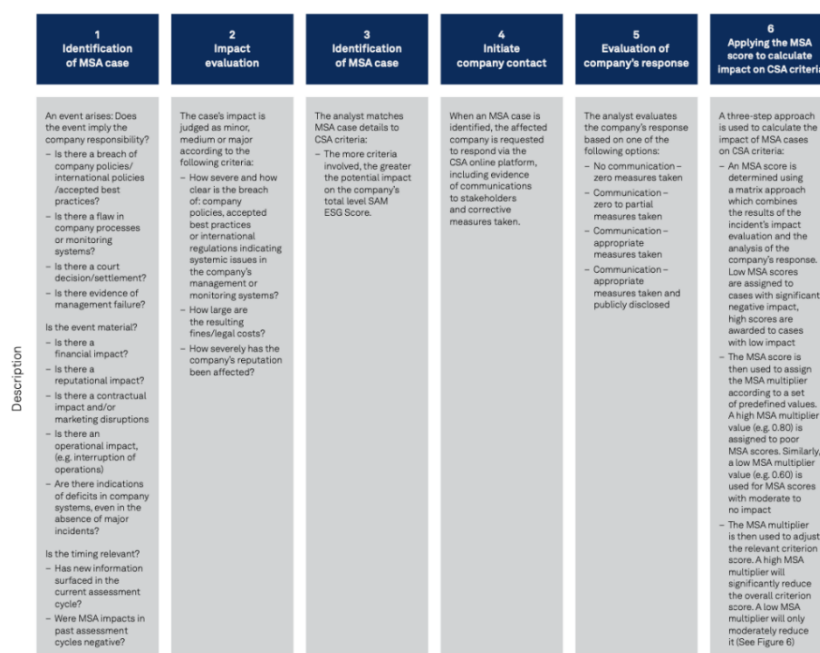 1
Identification
of MSA case
An event arises: Does
the event imply the
company responsibility?
– Is there a breach of
company policies/
international policies
/accepted best
practices?
– Is there a flaw in
company processes
or monitoring
systems?
– Is there a court
decision/settlement?
– Is there evidence of
management failure?
Is the event material?
– Is there a
financial impact?
– Is there a
reputational impact?
– Is there a contractual
impact and/or
marketing disruptions
– Is there an
operational impact,
(e.g. interruption of
operations)
– Are there indications
of deficits in company
systems, even in the
absence of major
incidents?
Is the timing relevant?
– Has new information
surfaced in the
current assessment
cycle?
– Were MSA impacts in
past assessment
cycles negative?
2
Impact
evaluation
The case's impact is
judged as minor,
medium or major
according to the
following criteria:
– How severe and how
clear is the breach
of: company
policies, accepted
best practices
or international
regulations indicating
systemic issues in
the company's
management or
monitoring systems?
– How large are
the resulting
fines/legal costs?
– How severely has the
company's reputation
been affected?
3
Identification
of MSA case
The analyst matches
MSA case details to
CSA criteria:
– The more criteria
involved, the greater
the potential impact
on the company's
total level SAM
ESG Score.
4
Initiate
company contact
When an MSA case is
identified, the affected
company is requested
to respond via the
CSA online platform,
including evidence
of communications
to stakeholders
and corrective
measures taken.
5
Evaluation of
company's response
The analyst evaluates
the company's response
based on one of the
following options:
– No communication –
zero measures taken
– Communication –
zero to partial
measures taken
– Communication –
appropriate
measures taken
– Communication –
appropriate
measures taken and
publicly disclosed
6
Applying the MSA
score to calculate
impact on CSA criteria
A three-step approach
is used to calculate the
impact of MSA cases
on CSA criteria:
– An MSA score is
determined using
a matrix approach
which combines
the results of the
incident's impact
evaluation and the
analysis of the
company's response.
Low MSA scores
are assigned to
cases with significant
negative impact,
high scores are
awarded to cases
with low impact
– The MSA score is
then used to assign
the MSA multiplier
according to a set
of predefined values.
A high MSA multiplier
value (e.g. 0.80) is
assigned to poor
MSA scores. Similarly,
a low MSA multiplier
value (e.g. 0.60) is
used for MSA scores
with moderate to
no impact
– The MSA multiplier
is then used to adjust
the relevant criterion
score. A high MSA
multiplier will
significantly reduce
the overall criterion
score. A low MSA
multiplier will only
moderately reduce
it (See Figure 6)
Description